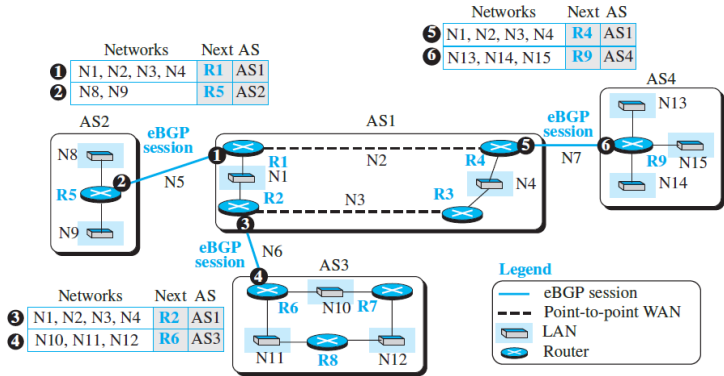 Networks Next AS
5 N1, N2, N3, N4 R4 AS1
6 N13, N14, N15 R9 AS4
Networks Next AS
1 N1, N2, N3, N4 R1 AS1
2 N8, N9 R5 AS2
AS2
AS1
AS4
eBGP
session
N8
R5
2
N9
N5
1
R1
N1
R2
3
N2
N3
R4
5
N4
R3
eBGP
session
N7
6
N13
R9
N15
N14
eBGP
session
N6
4
AS3
R6
N10
R7
N11
R8
N12
Networks Next AS
3 N1, N2, N3, N4 R2 AS1
4 N10, N11, N12 R6 AS3
Legend
eBGP session
Point-to-point WAN
LAN
Router